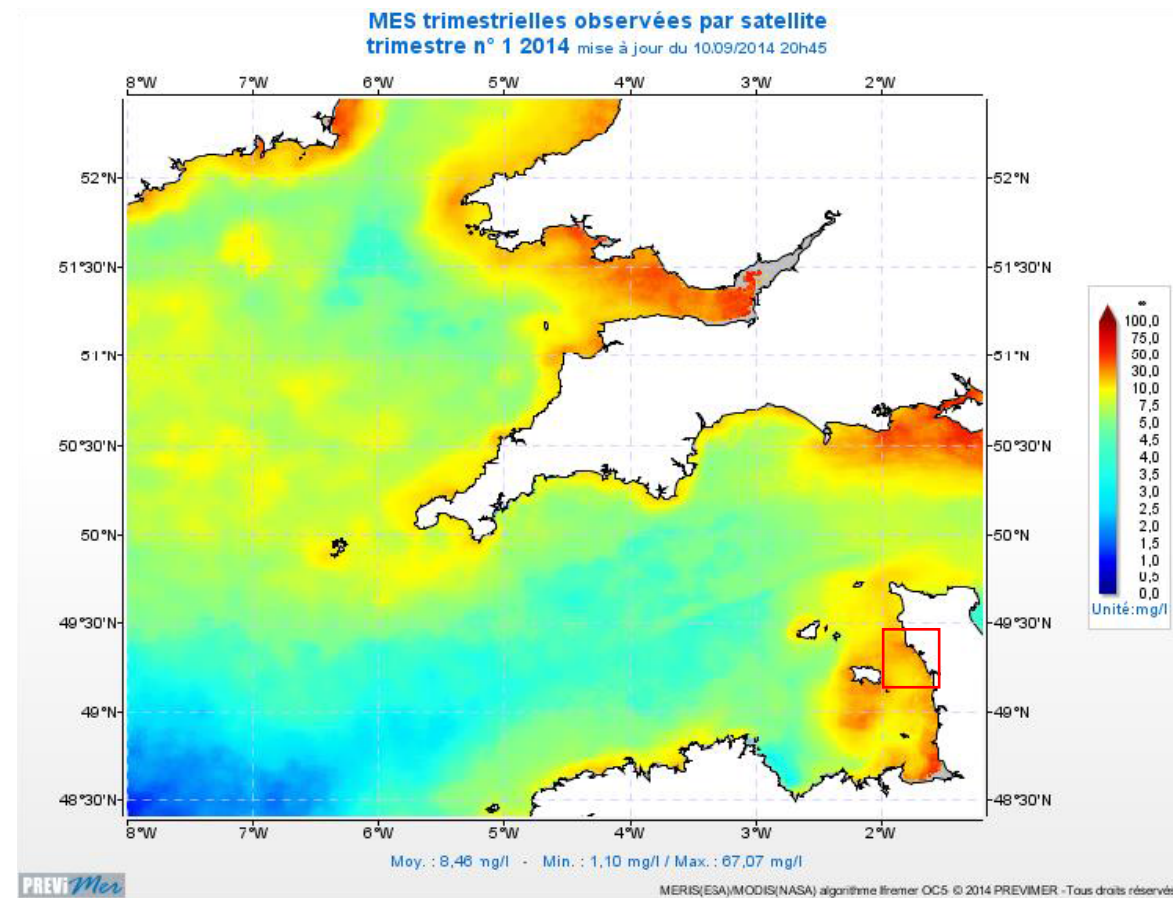 MES trimestrielles observées par satellite
trimestre n° 1 2014 mise à jour du 10/09/2014 20h45
8°W 7°W 6°W 5°W 4°W 3°W 2°W
52°N 52°N
51°30'N 51°30'N
51°N 51°N
50°30'N 50°30'N
50°N 50°N
49°30'N 49°30'N
49°N 49°N
48°30'N 48°30'N
8°W 7°W 6°W 5°W 4°W 3°W 2°W
∞
100,0
75,0
50,0
30,0
10,0
7,5
5,0
4,5
4,0
3,5
3,0
2,5
2,0
1,5
1,0
0,5
0,0
Unité:mg/l
Moy. : 8,46 mg/l - Min. : 1,10 mg/l / Max. : 67,07 mg/l
PREViMer
MERIS(ESA)/MODIS(NASA) algorithme Ifremer OC5 © 2014 PREVIMER - Tous droits réservés